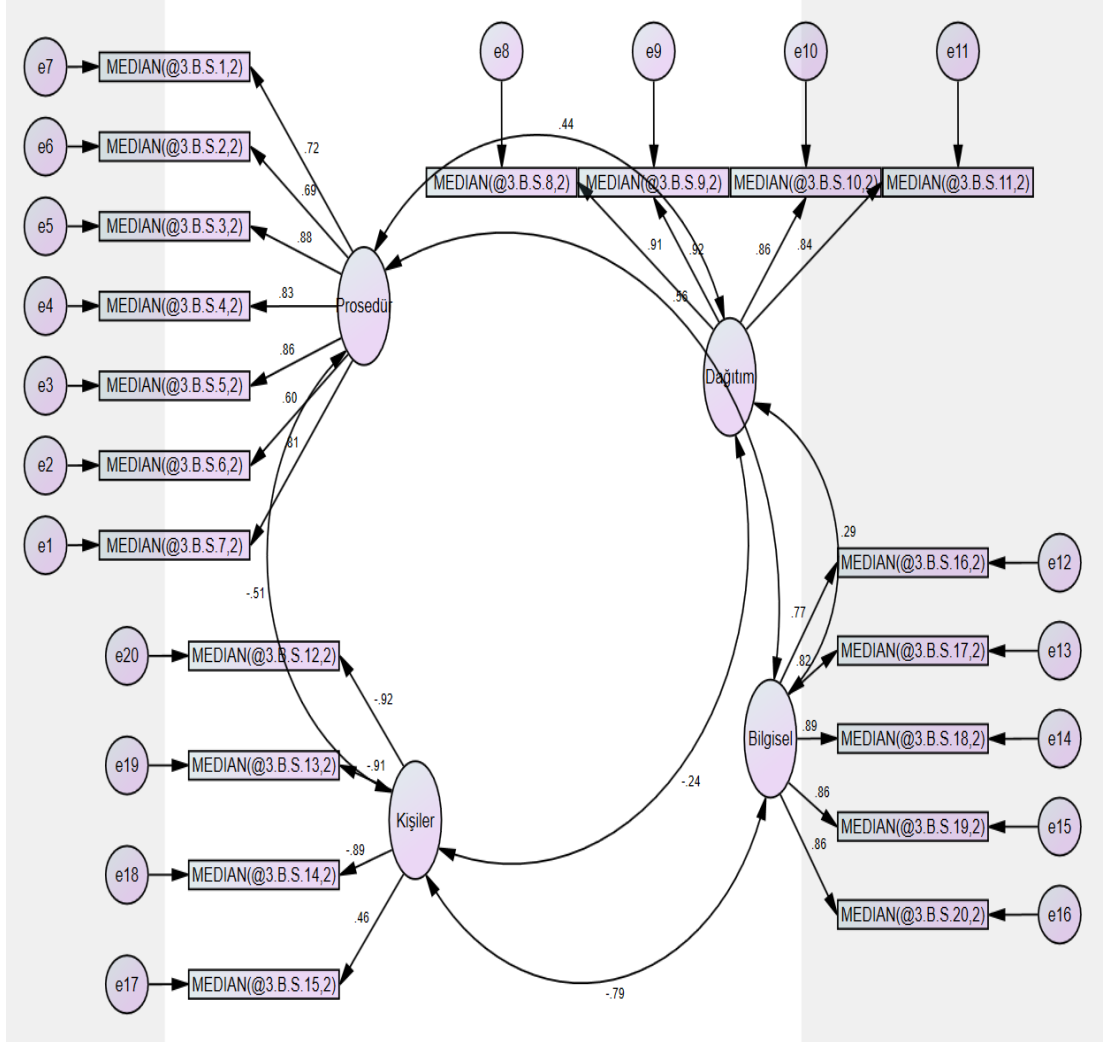 e7
MEDIAN(@3.B.S.1,2)
e6
MEDIAN(@3.B.S.2,2)
e5
MEDIAN(@3.B.S.3,2)
e4
MEDIAN(@3.B.S.4,2)
e3
MEDIAN(@3.B.S.5,2)
e2
MEDIAN(@3.B.S.6,2)
e1
MEDIAN(@3.B.S.7,2)
.72
.69
.88
.83
.86
.60
.81
Prosedür
e8
e9
e10
e11
MEDIAN(@3.B.S.8,2)
MEDIAN(@3.B.S.9,2)
MEDIAN(@3.B.S.10,2)
MEDIAN(@3.B.S.11,2)
.44
.91
.92
.86
.84
.56
Dağıtım
.29
MEDIAN(@3.B.S.16,2)
e12
MEDIAN(@3.B.S.17,2)
e13
MEDIAN(@3.B.S.18,2)
e14
MEDIAN(@3.B.S.19,2)
e15
MEDIAN(@3.B.S.20,2)
e16
.77
.82
.89
.86
.86
Bilgisel
-.51
e20
MEDIAN(@3.B.S.12,2)
e19
MEDIAN(@3.B.S.13,2)
e18
MEDIAN(@3.B.S.14,2)
e17
MEDIAN(@3.B.S.15,2)
-.92
-.91
-.89
.46
Kişiler
-.24
-.79